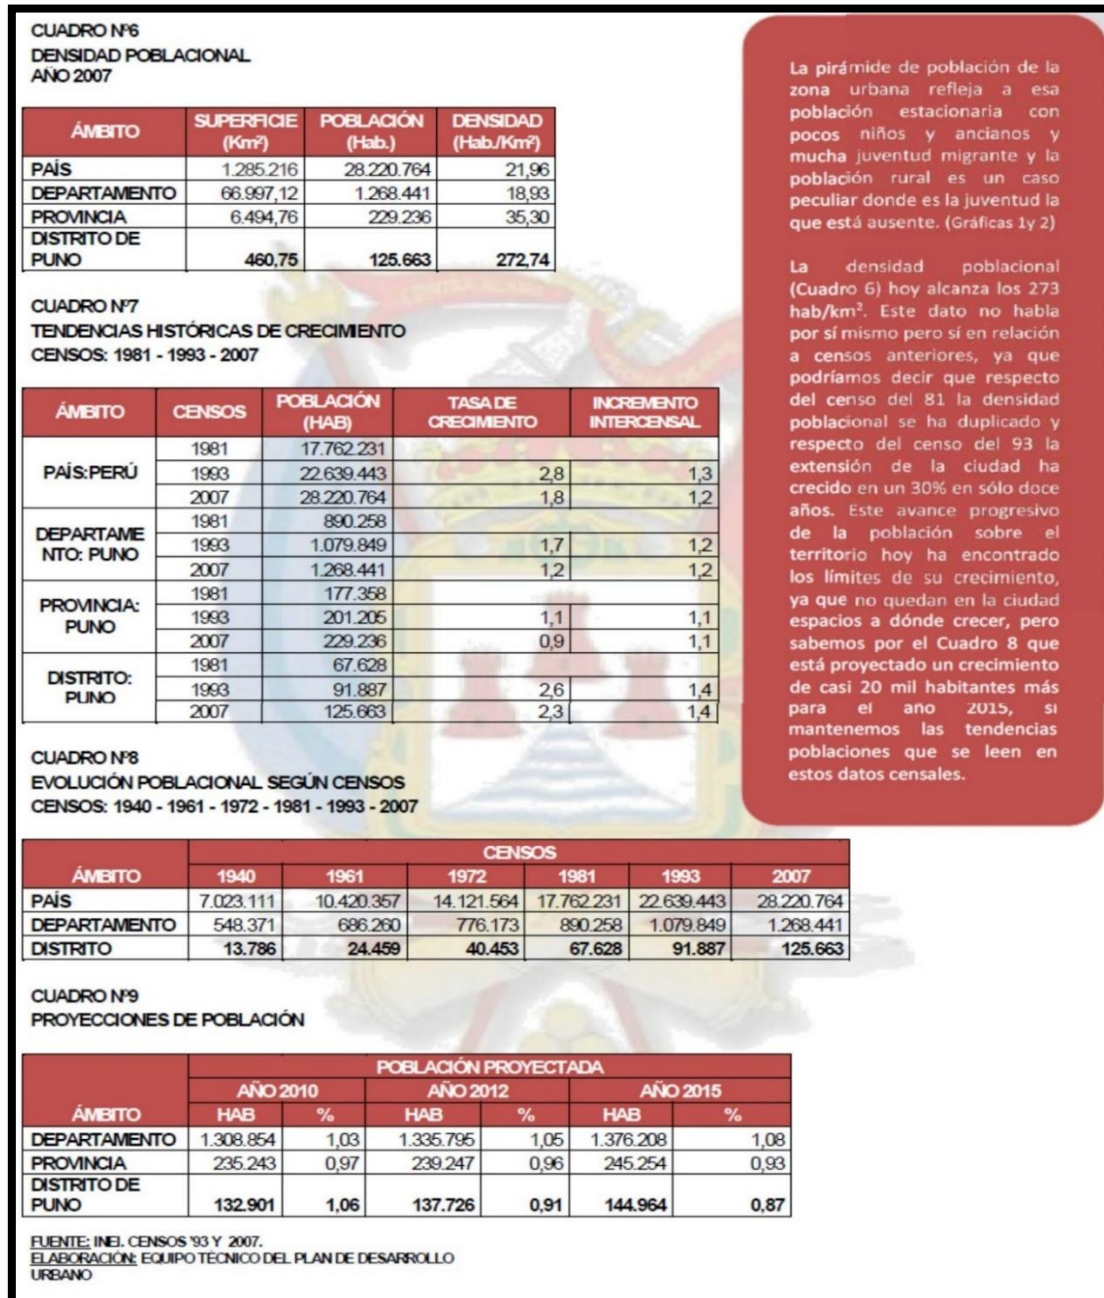 CUADRO Nº6
DENSIDAD POBLACIONAL
AÑO 2007
ÁMBITO SUPERFICIE (Km²) POBLACIÓN (Hab.) DENSIDAD (Hab./Km²)
PAÍS 1.285.216 28.220.764 21,96
DEPARTAMENTO 66.997,12 1.268.441 18,93
PROVINCIA 6.494,76 229.236 35,30
DISTRITO DE PUNO 460,75 125.663 272,74
CUADRO Nº7
TENDENCIAS HISTÓRICAS DE CRECIMIENTO
CENSOS: 1981 - 1993 - 2007
ÁMBITO CENSOS POBLACIÓN (HAB) TASA DE CRECIMIENTO INCREMENTO INTERCENSAL
PAÍS:PERÚ
1981 17.762.231
1993 22.639.443 2,8 1,3
2007 28.220.764 1,8 1,2
DEPARTAME
NTO: PUNO
1981 890.258
1993 1.079.849 1,7 1,2
2007 1.268.441 1,2 1,2
PROVINCIA:
PUNO
1981 177.358
1993 201.205 1,1 1,1
2007 229.236 0,9 1,1
DISTRITO:
PUNO
1981 67.628
1993 91.887 2,6 1,4
2007 125.663 2,3 1,4
CUADRO Nº8
EVOLUCIÓN POBLACIONAL SEGÚN CENSOS
CENSOS: 1940 - 1961 - 1972 - 1981 - 1993 - 2007
ÁMBITO CENSOS
1940 1961 1972 1981 1993 2007
PAÍS 7.023.111 10.420.357 14.121.564 17.762.231 22.639.443 28.220.764
DEPARTAMENTO 548.371 686.260 776.173 890.258 1.079.849 1.268.441
DISTRITO 13.786 24.459 40.453 67.628 91.887 125.663
CUADRO Nº9
PROYECCIONES DE POBLACIÓN
POBLACIÓN PROYECTADA
AÑO 2010 AÑO 2012 AÑO 2015
ÁMBITO HAB % HAB % HAB %
DEPARTAMENTO 1.308.854 1,03 1.335.795 1,05 1.376.208 1,08
PROVINCIA 235.243 0,97 239.247 0,96 245.254 0,93
DISTRITO DE
PUNO 132.901 1,06 137.726 0,91 144.964 0,87
FUENTE: INEI. CENSOS '93 Y 2007.
ELABORACIÓN: EQUIPO TÉCNICO DEL PLAN DE DESARROLLO
URBANO
La pirámide de población de la
zona urbana refleja a esa
población estacionaria con
pocos niños y ancianos y
mucha juventud migrante y la
población rural es un caso
peculiar donde es la juventud la
que está ausente. (Gráficas 1y 2)
La densidad poblacional
(Cuadro 6) hoy alcanza los 273
hab/km². Este dato no habla
por sí mismo pero sí en relación
a censos anteriores, ya que
podríamos decir que respecto
del censo del 81 la densidad
poblacional se ha duplicado y
respecto del censo del 93 la
extensión de la ciudad ha
crecido en un 30% en sólo doce
años. Este avance progresivo
de la población sobre el
territorio hoy ha encontrado
los límites de su crecimiento,
ya que no quedan en la ciudad
espacios a dónde crecer, pero
sabemos por el Cuadro 8 que
está proyectado un crecimiento
de casi 20 mil habitantes más
para el año 2015, si
mantenemos las tendencias
poblaciones que se leen en
estos datos censales.